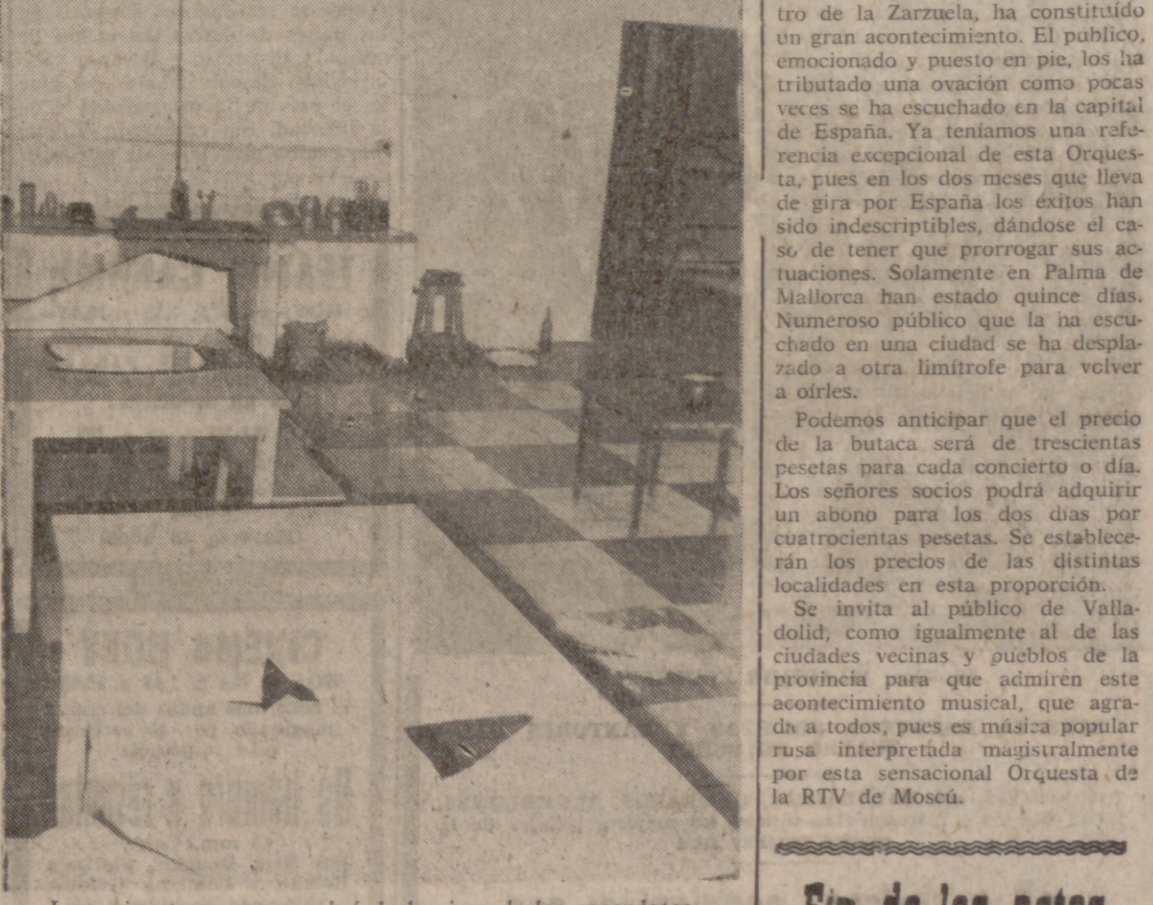 tro de la Zarzuela, ha constituído
un gran acontecimiento. El publico,
emocionado y puesto en pie, los ha
tributado una ovación como pocas
veces se ha escuchado en la capital
de España. Ya teníamos una refe-
rencia excepcional de esta Orques-
ta, pues en los dos meses que lleva
de gira por España los éxitos han
sido indescriptibles, dándose el ca-
so de tener que prorrogar sus ac-
tuaciones. Solamente en Palma de
Mallorca han estado quince días.
Numeroso público que la ha escu-
chado en una ciudad se ha despla-
zado a otra limítrofe para volver
a oírles.
Podemos anticipar que el precio
de la butaca será de trescientas
pesetas para cada concierto o día.
Los señores socios podrá adquirir
un abono para los dos días por
cuatrocientas pesetas. Se establece-
rán los precios de las distintas
localidades en esta proporción.
Se invita al público de Valla-
dolid, como igualmente al de las
ciudades vecinas y pueblos de la
provincia para que admiren este
acontecimiento musical, que agra-
da a todos, pues es música popular
rusa interpretada magistralmente
por esta sensacional Orquesta de
la RTV de Moscú.